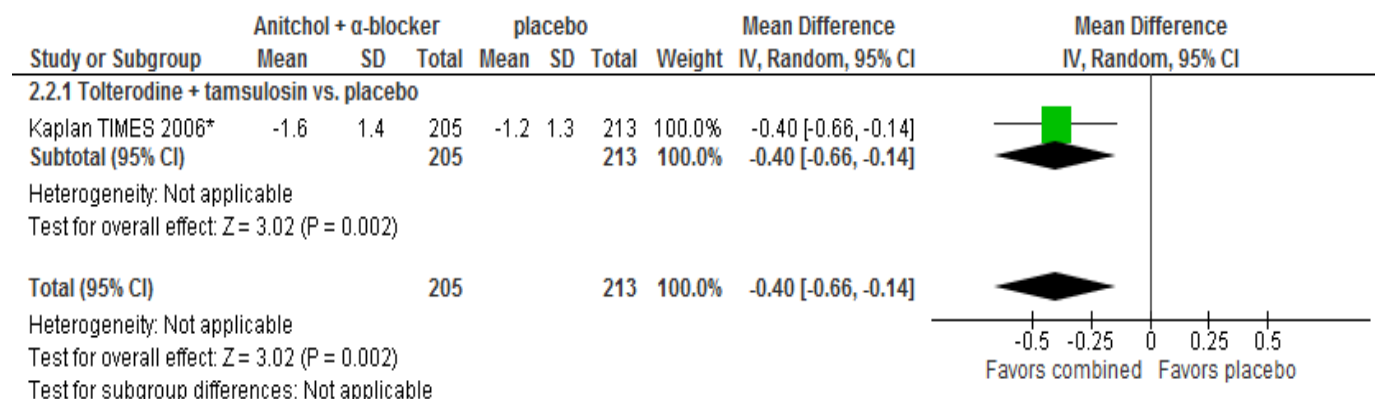 Anitchol + α-blocker placebo Mean Difference Mean Difference
Study or Subgroup Mean SD Total Mean SD Total Weight IV, Random, 95% CI IV, Random, 95% CI
2.2.1 Tolterodine + tamsulosin vs. placebo
Kaplan TIMES 2006* -1.6 1.4 205 -1.2 1.3 213 100.0% -0.40 [-0.66, -0.14]
Subtotal (95% CI) 205 213 100.0% -0.40 [-0.66, -0.14]
Heterogeneity: Not applicable
Test for overall effect: Z = 3.02 (P = 0.002)
Total (95% CI) 205 213 100.0% -0.40 [-0.66, -0.14]
Heterogeneity: Not applicable
Test for overall effect: Z = 3.02 (P = 0.002)
Test for subgroup differences: Not applicable
-0.5 -0.25 0 0.25 0.5
Favors combined Favors placebo